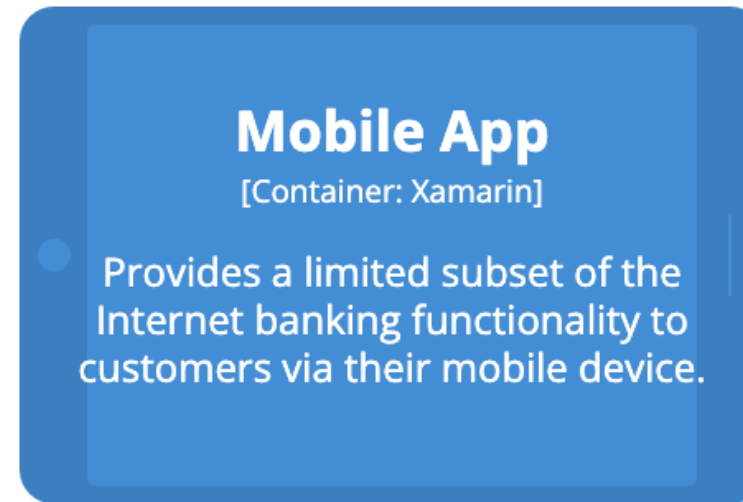 Mobile App
[Container: Xamarin]
Provides a limited subset of the
Internet banking functionality to
customers via their mobile device.